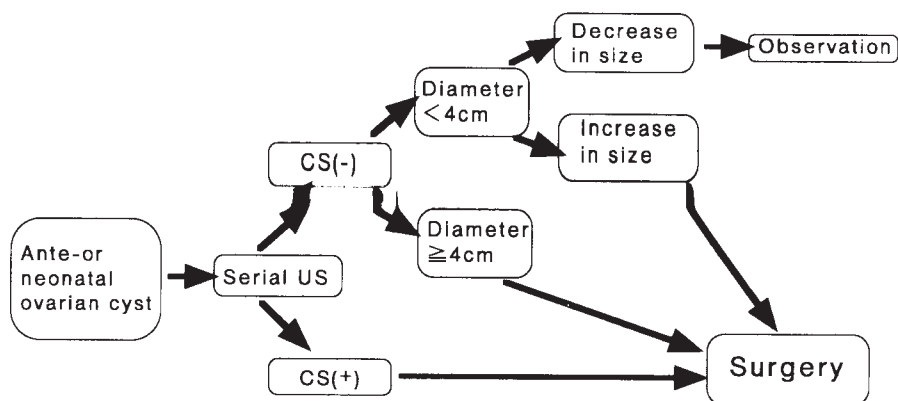 Decrease
in size
Observation
Diameter
<4cm
Increase
in size
CS(-)
Diameter
≧4cm
Ante-or
neonatal
ovarian cyst
Serial US
CS(+)
Surgery